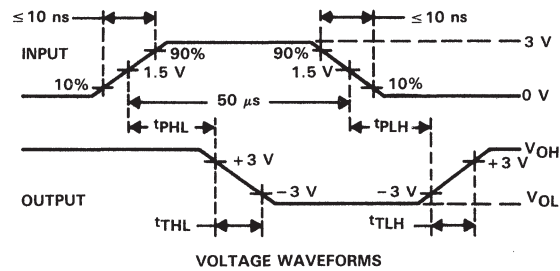 ≤10 ns
≤10 ns
INPUT
90%
90%
3 V
1.5 V
1.5 V
10%
10%
0 V
50 µs
tPHL
tPLH
VOH
+3 V
+3 V
OUTPUT
−3 V
−3 V
VOL
tTHL
tTLH
VOLTAGE WAVEFORMS